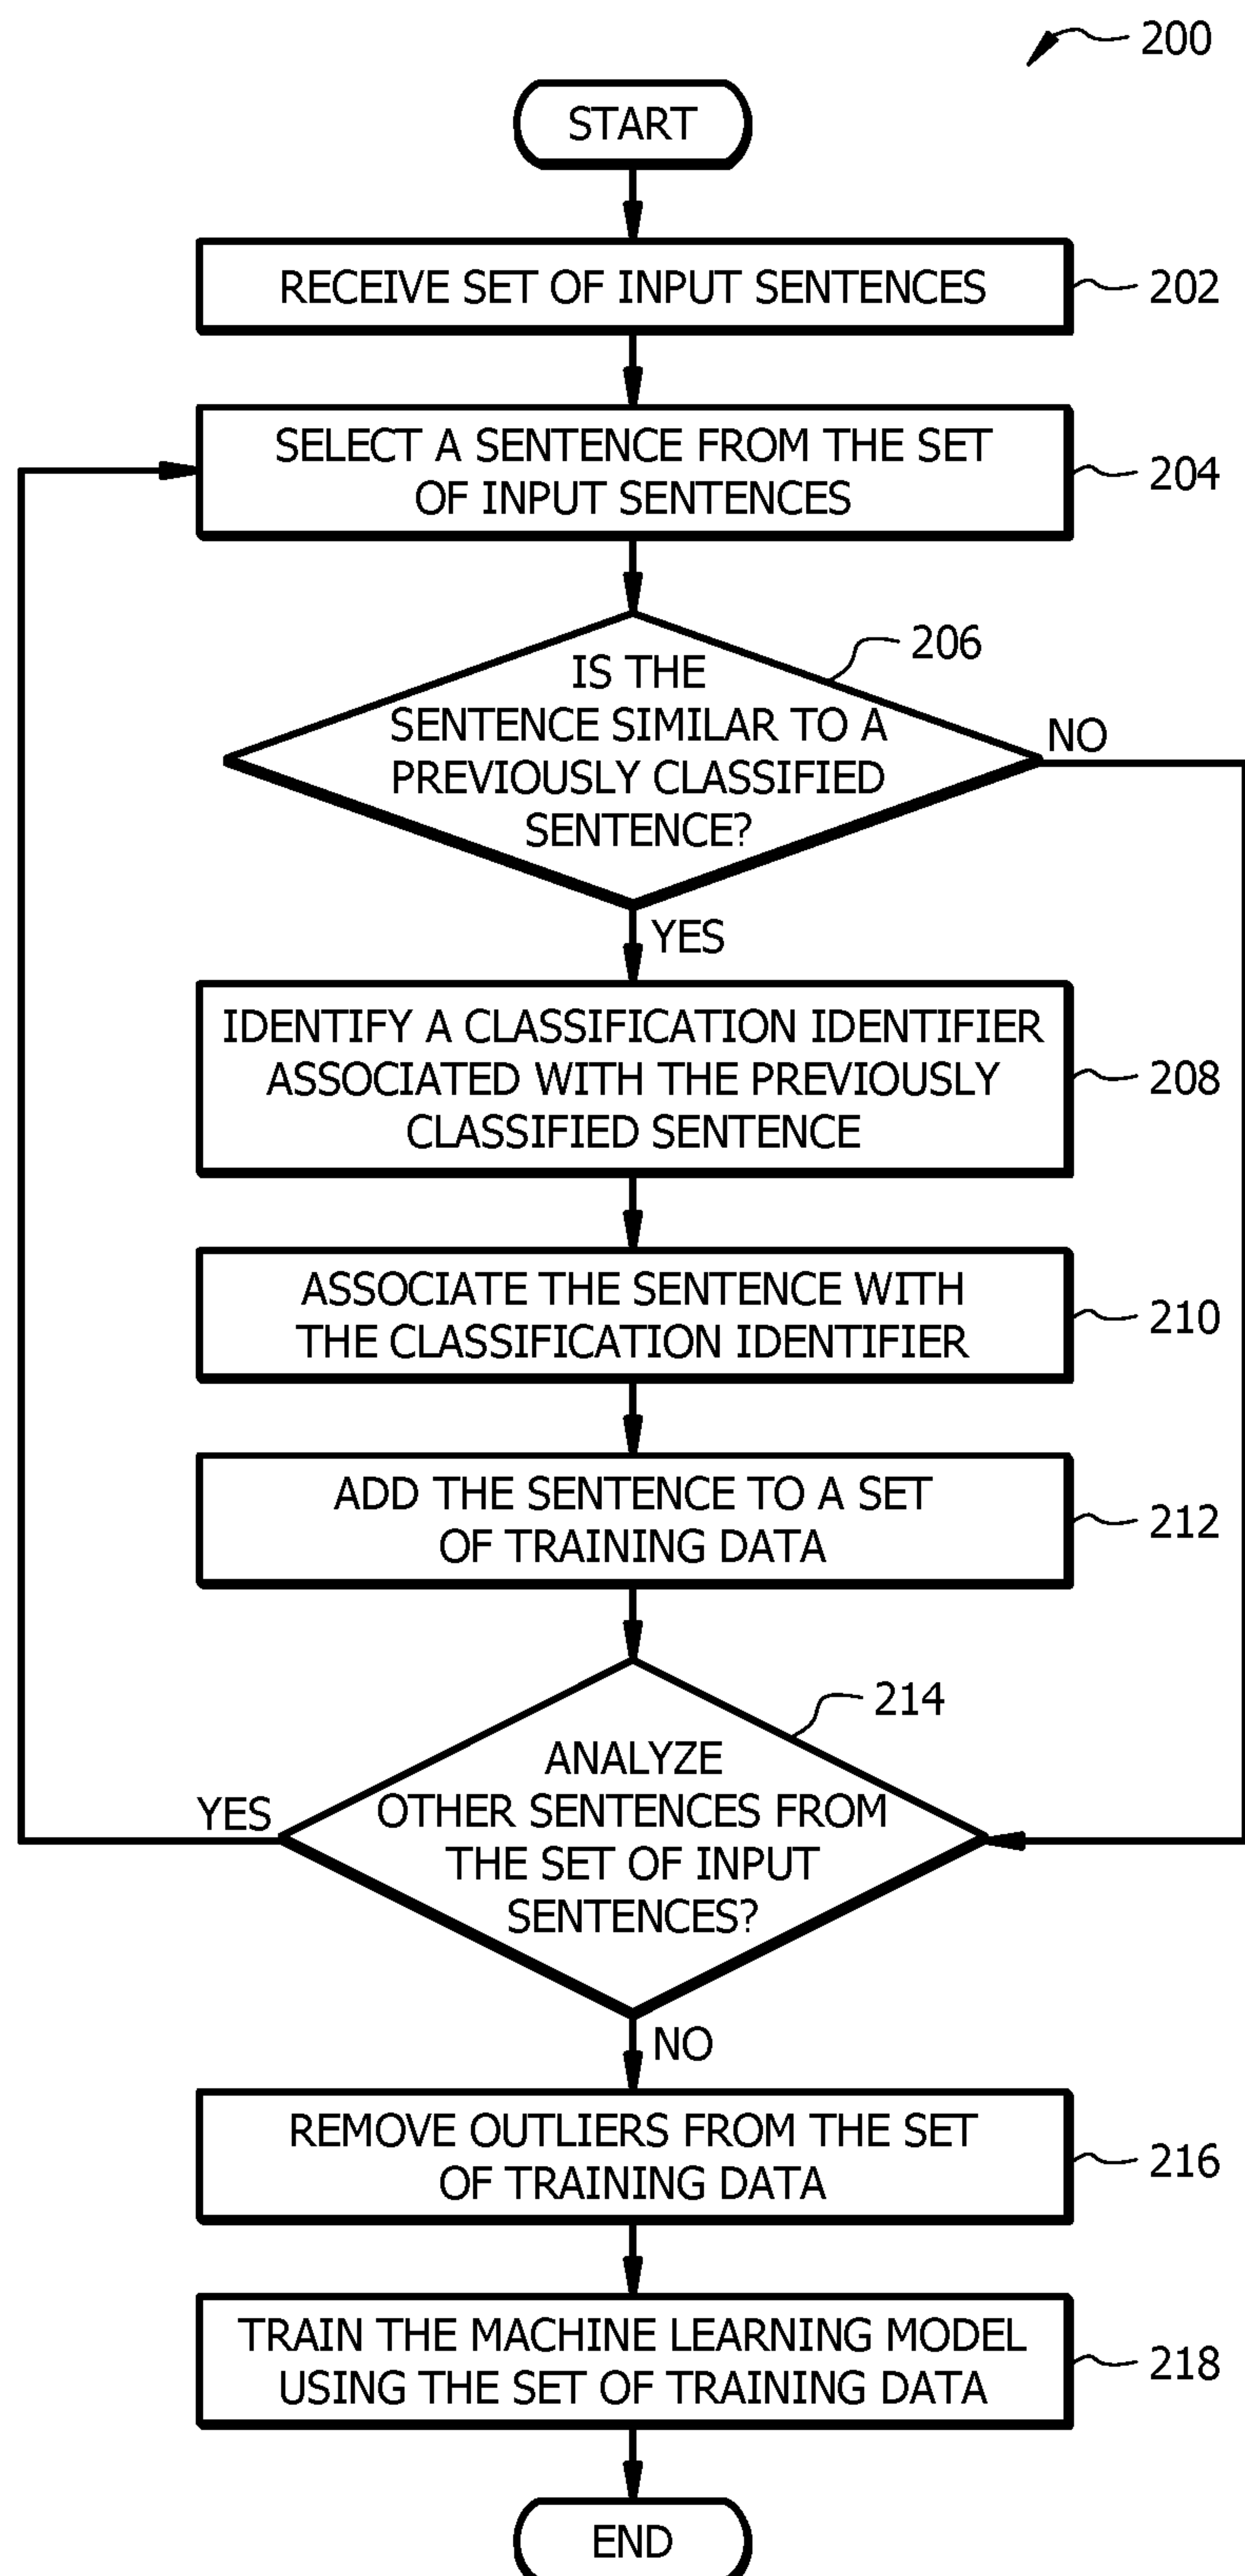 200
START
RECEIVE SET OF INPUT SENTENCES
202
SELECT A SENTENCE FROM THE SET
OF INPUT SENTENCES
204
206
IS THE
SENTENCE SIMILAR TO A
PREVIOUSLY CLASSIFIED
SENTENCE?
NO
YES
IDENTIFY A CLASSIFICATION IDENTIFIER
ASSOCIATED WITH THE PREVIOUSLY
CLASSIFIED SENTENCE
208
ASSOCIATE THE SENTENCE WITH
THE CLASSIFICATION IDENTIFIER
210
ADD THE SENTENCE TO A SET
OF TRAINING DATA
212
214
ANALYZE
OTHER SENTENCES FROM
THE SET OF INPUT
SENTENCES?
YES
NO
REMOVE OUTLIERS FROM THE SET
OF TRAINING DATA
216
TRAIN THE MACHINE LEARNING MODEL
USING THE SET OF TRAINING DATA
218
END